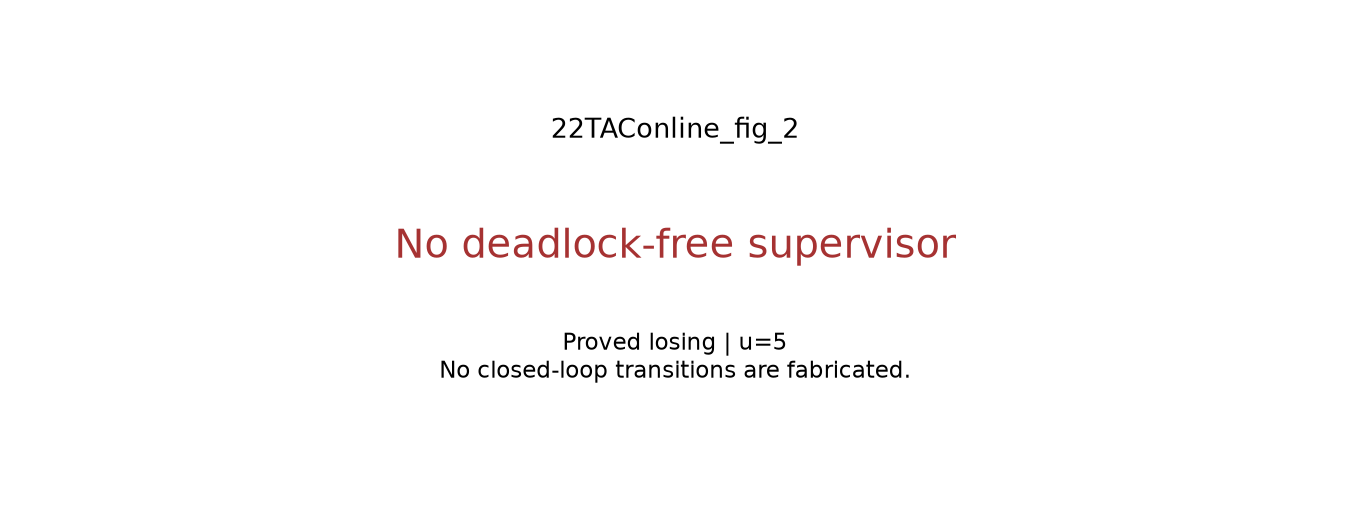 22TAConline_fig_2
No deadlock-free supervisor
Proved losing | u=5
No closed-loop transitions are fabricated.